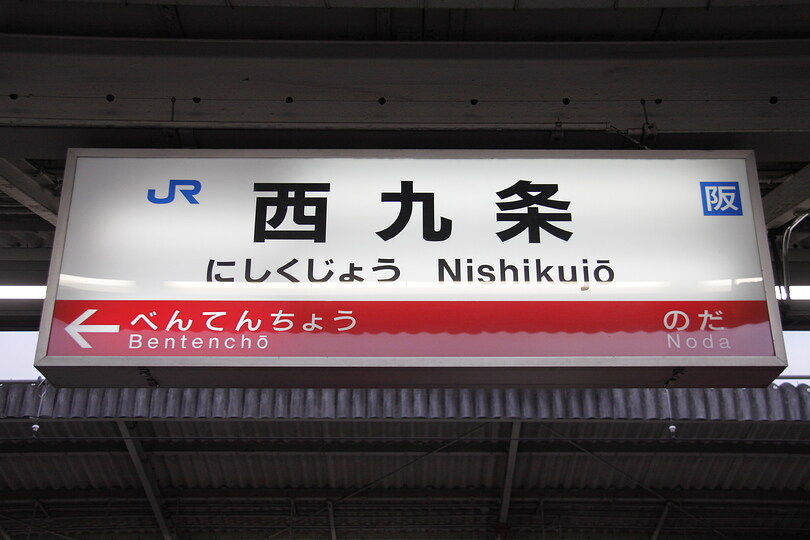 JR 西九条 阪
にしくじょう Nishikujō
← べんてんちょう のだ
Bentenchō Noda